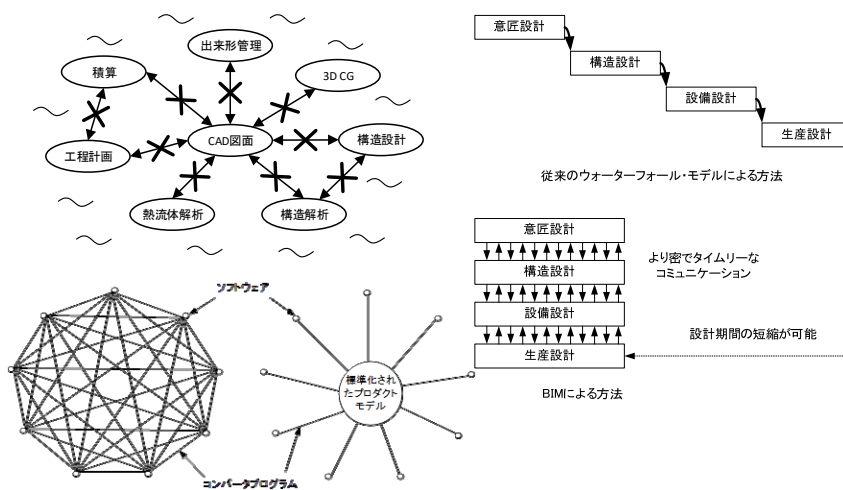 出来形管理
積算
3D CG
CAD図面
構造設計
工程計画
熱流体解析
構造解析
意匠設計
構造設計
設備設計
生産設計
従来のウォーターフォール・モデルによる方法
意匠設計
構造設計
設備設計
生産設計
より密でタイムリーな
コミュニケーション
設計期間の短縮が可能
BIMによる方法
ソフトウェア
標準化され
たプロダクト
モデル
コンバータプログラム